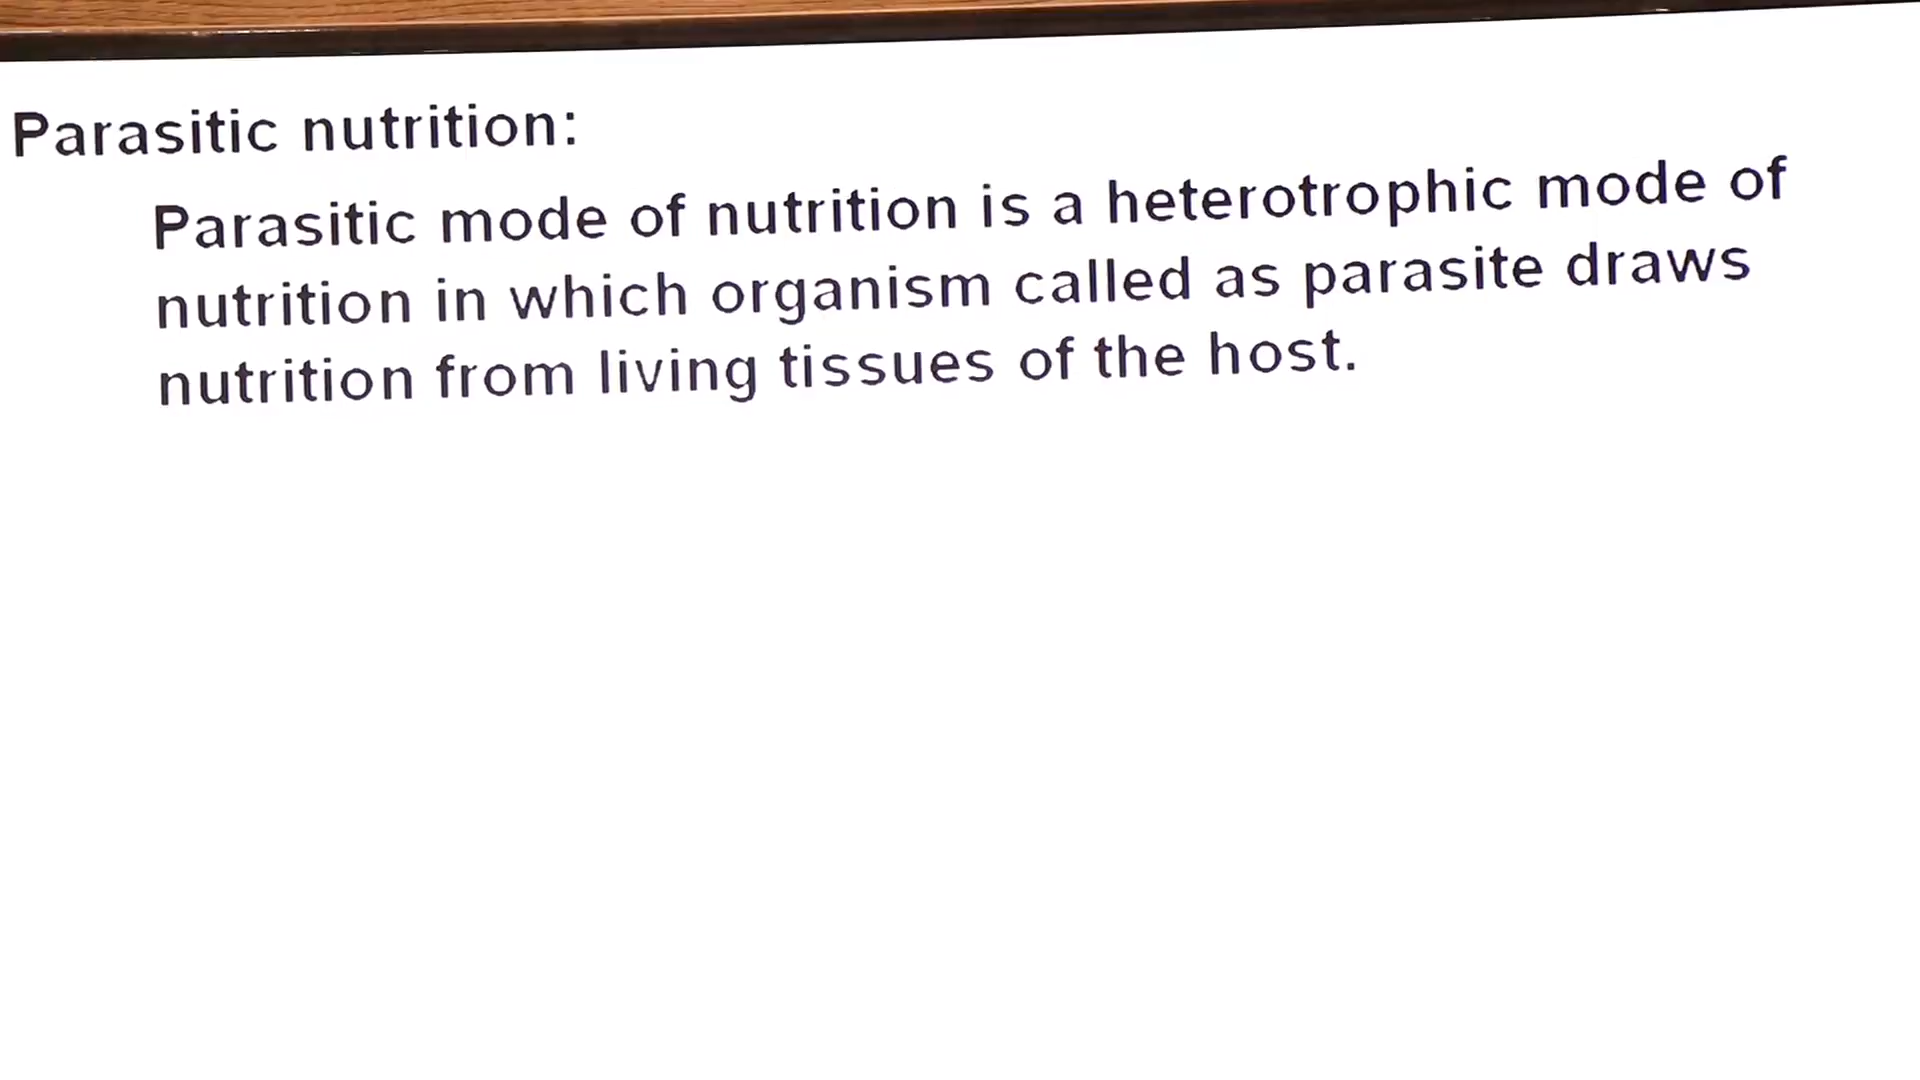 Parasitic nutrition:
Parasitic mode of nutrition is a heterotrophic mode of
nutrition in which organism called as parasite draws
nutrition from living tissues of the host.